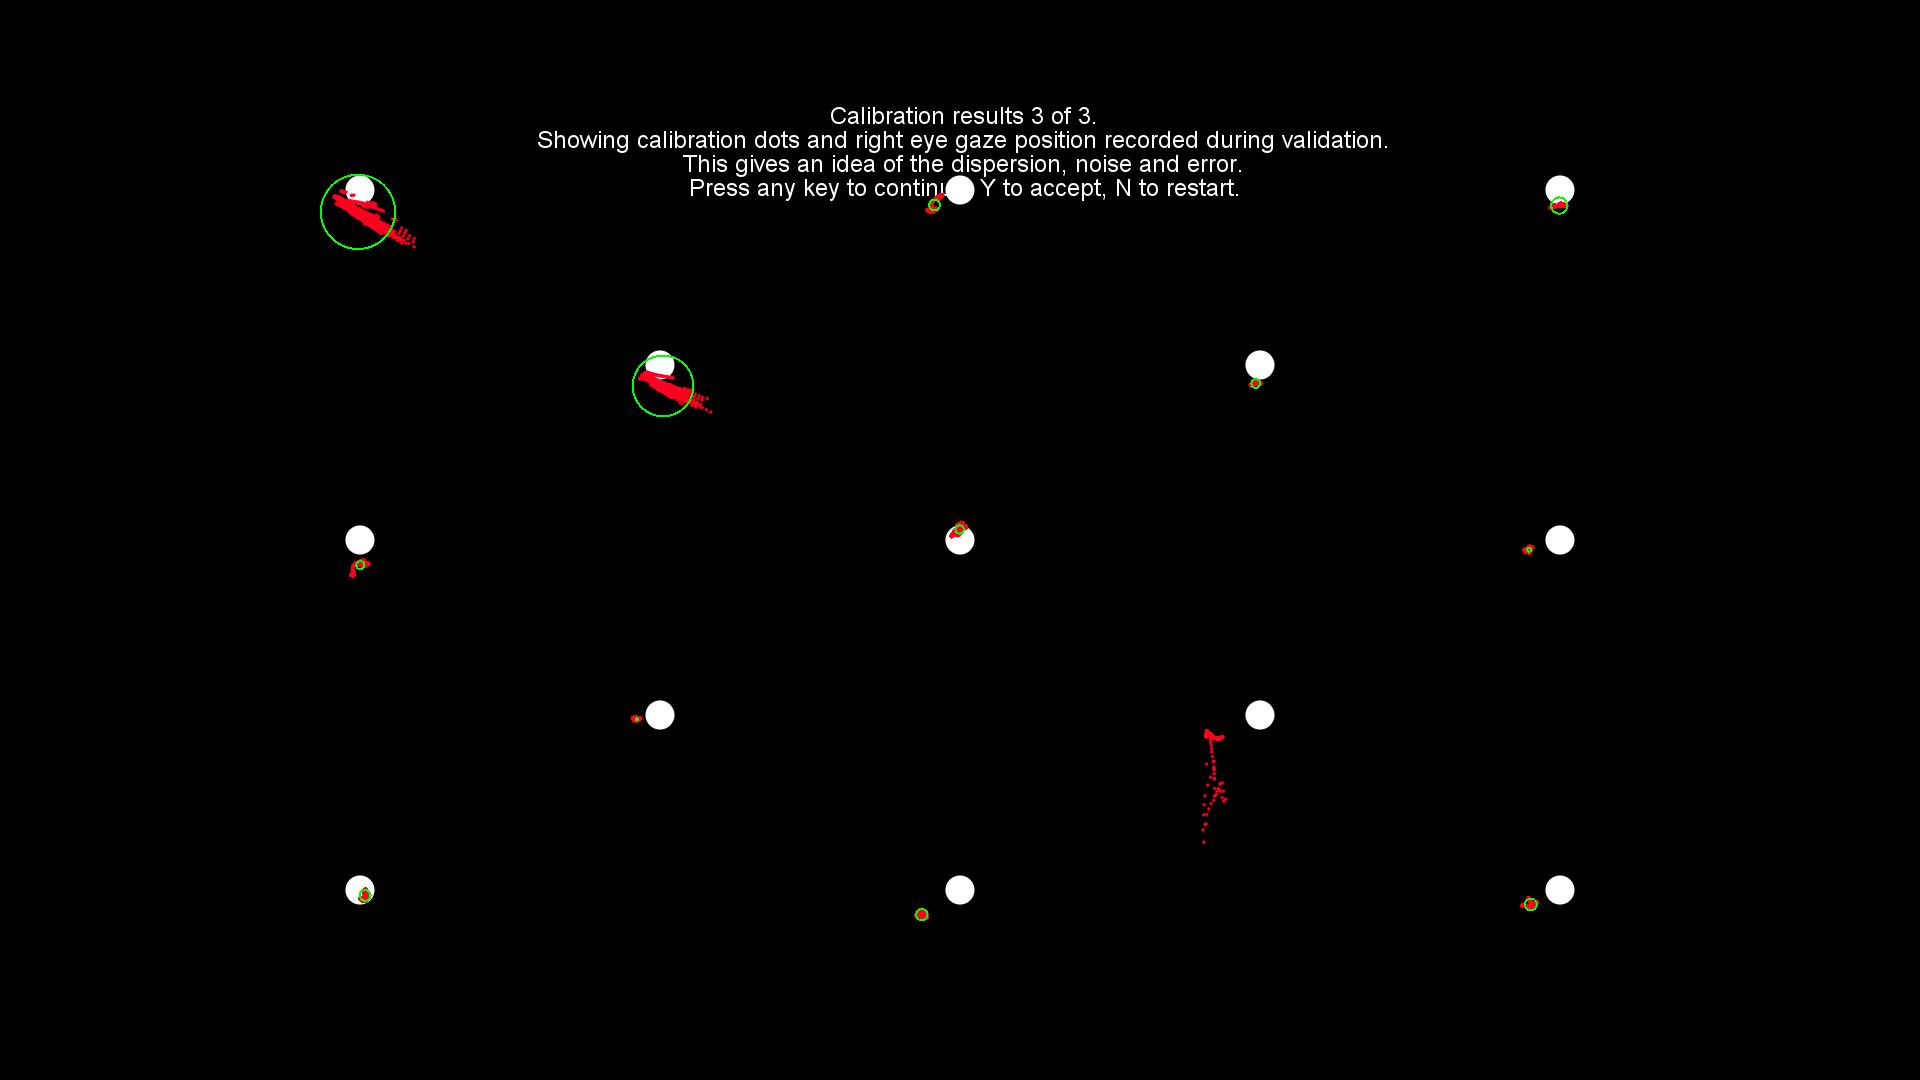 Calibration results 3 of 3.
Showing calibration dots and right eye gaze position recorded during validation.
This gives an idea of the dispersion, noise and error.
Press any key to continu Y to accept, N to restart.